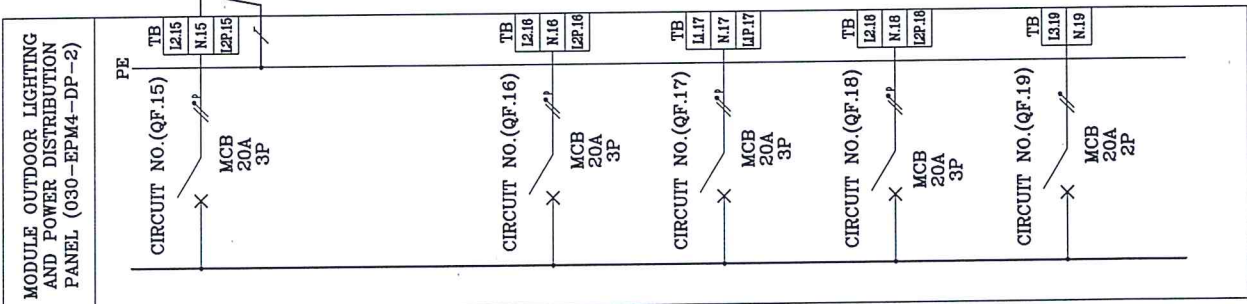 MODULE OUTDOOR LIGHTING
AND POWER DISTRIBUTION
PANEL (030-EPM4-DP-2)
PE
TB
L2.15
N.15
L2P.15
CIRCUIT NO.(QF.15)
P
MCB
20A
3P
TB
L2.16
N.16
L2P.16
CIRCUIT NO.(QF.16)
P
MCB
20A
3P
TB
L1.17
N.17
L1P.17
CIRCUIT NO.(QF.17)
P
MCB
20A
3P
TB
L2.18
N.18
L2P.18
CIRCUIT NO.(QF.18)
P
MCB
20A
3P
TB
L3.19
N.19
CIRCUIT NO.(QF.19)
MCB
20A
2P